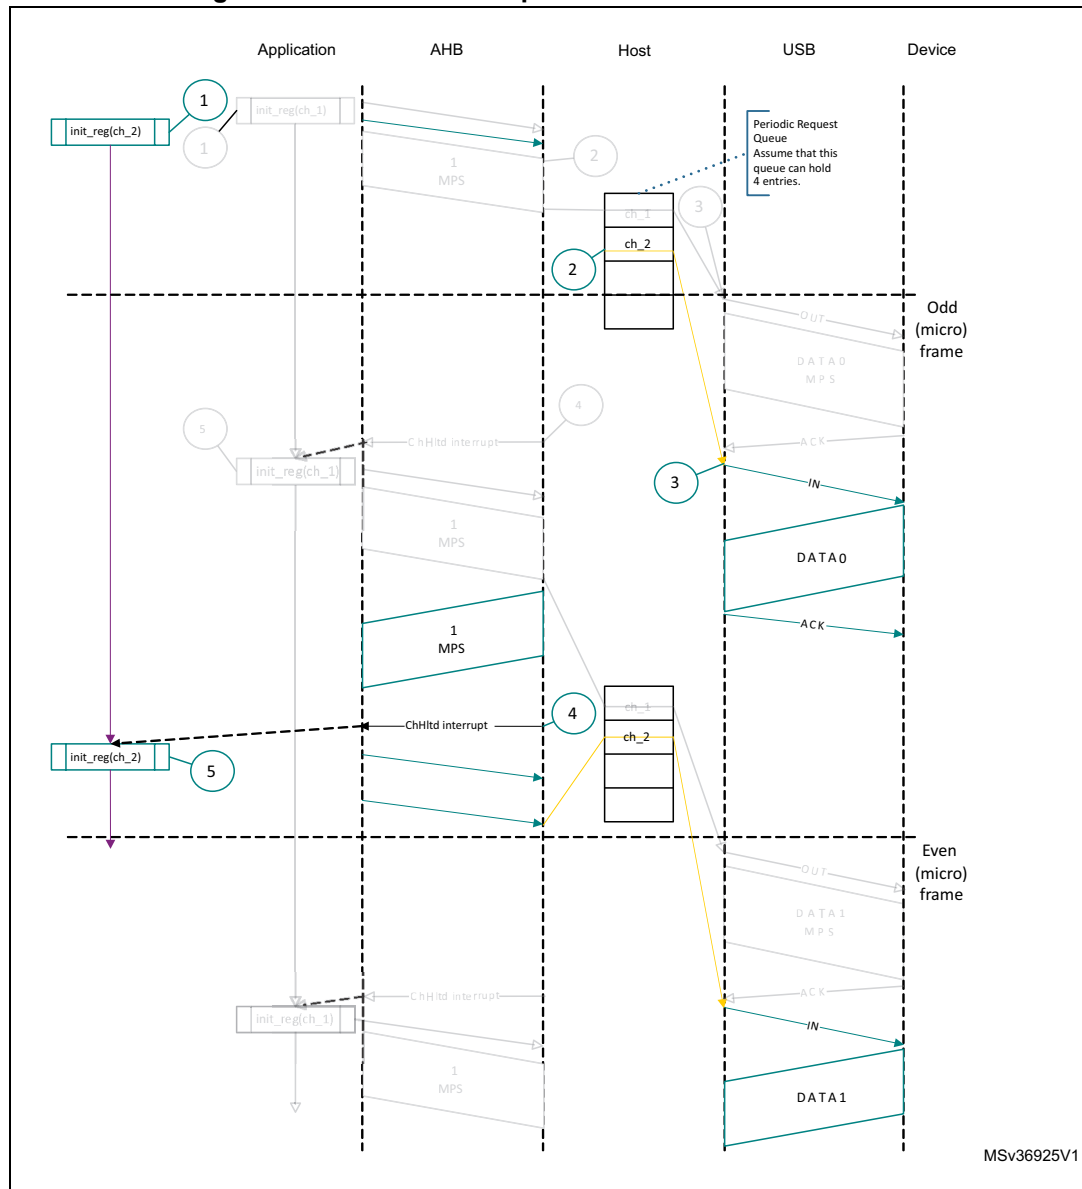 Application
AHB
Host
USB
Device
1
init_reg(ch_1)
init_reg(ch_2)
1
Periodic Request
Queue
Assume that this
queue can hold
4 entries.
1
MPS
2
3
ch_1
ch_2
2
Odd
(micro)
frame
OUT
DATA0
MPS
4
5
ChHltd interrupt
ACK
init_reg(ch_1)
3
IN
1
MPS
DATA0
1
MPS
ACK
4
ch_1
ChHltd interrupt
ch_2
init_reg(ch_2)
5
Even
(micro)
frame
OUT
DATA1
MPS
ChHltd interrupt
ACK
init_reg(ch_1)
IN
1
MPS
DATA1
MSv36925V1